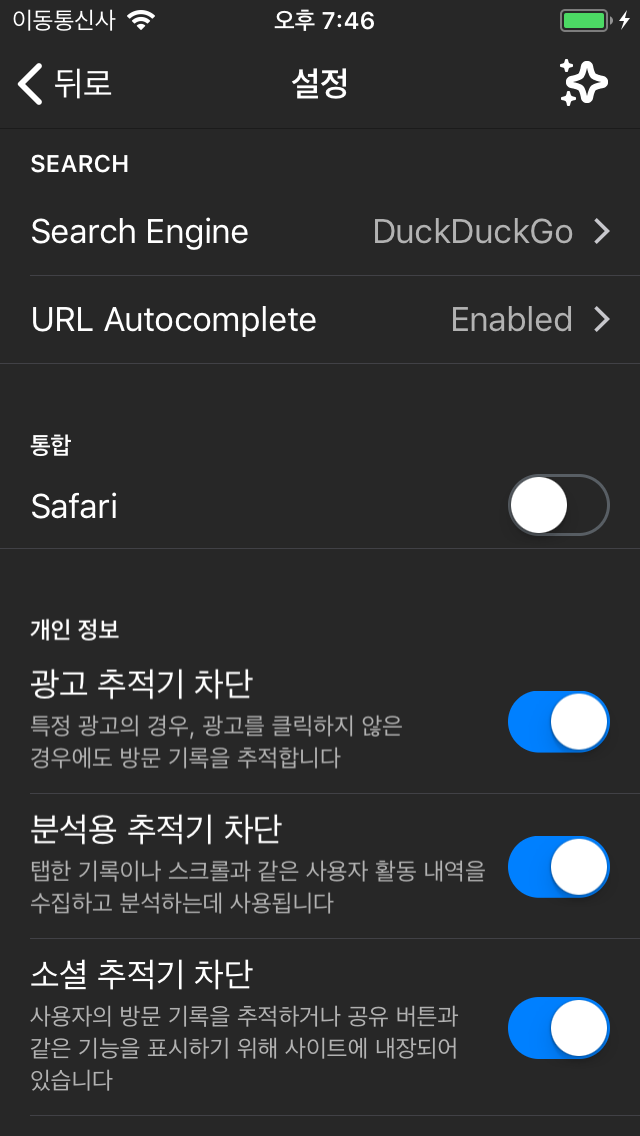 이동통신사 오후 7:46
뒤로 설정
SEARCH
Search Engine DuckDuckGo
URL Autocomplete Enabled
통합
Safari
개인 정보
광고 추적기 차단
특정 광고의 경우, 광고를 클릭하지 않은
경우에도 방문 기록을 추적합니다
분석용 추적기 차단
탭한 기록이나 스크롤과 같은 사용자 활동 내역을
수집하고 분석하는데 사용됩니다
소셜 추적기 차단
사용자의 방문 기록을 추적하거나 공유 버튼과
같은 기능을 표시하기 위해 사이트에 내장되어
있습니다